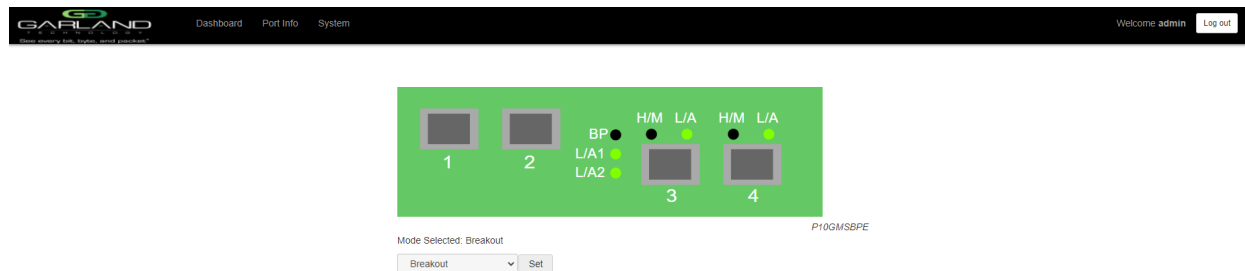 GARLAND Dashboard Port Info System Welcome admin Log out
TECHNOLOGY
See every bit, byte, and packet®
H/M L/A H/M L/A
BP
1 2 L/A1
L/A2
3 4
P10GMSBPE
Mode Selected: Breakout
Breakout Set